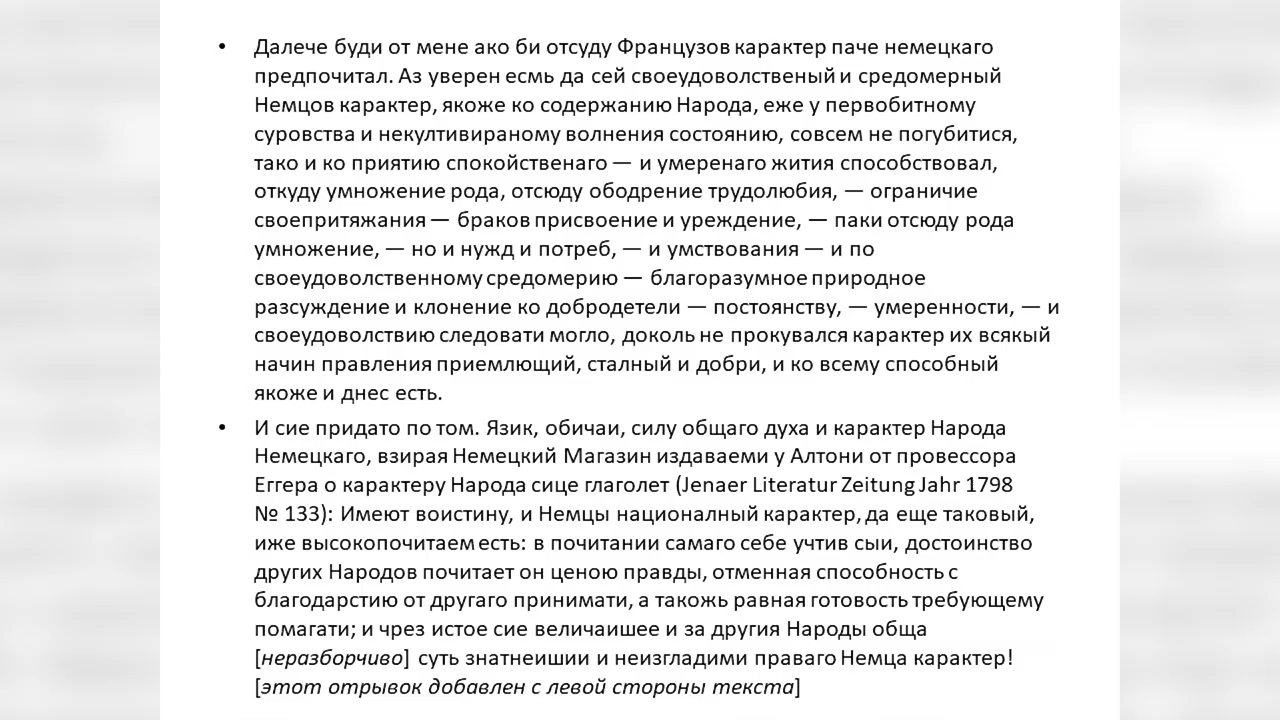 • Далече буди от мене ако би отсуду Французов карактер паче немецкаго
предпочитал. Аз уверен есмь да сей своеудоволственый и средомерный
Немцов карактер, якоже ко содержанию Народа, еже у первобитному
суровства и некултивираному волнения состоянию, совсем не погубитися,
тако и ко приятию спокойственаго — и умеренаго жития способствовал,
откуду умножение рода, отсюду ободрение трудолюбия, — ограничие
своепритяжания — браков присвоение и уреждение, — паки отсюду рода
умножение, — но и нужд и потреб, — и умствования — и по
своеудоволственному средомерию — благоразумное природное
разсуждение и клонение ко добродетели — постоянству, — умеренности, — и
своеудоволствию следовати могло, доколь не прокувался карактер их всякый
начин правления приемлющий, сталный и добри, и ко всему способный
якоже и днес есть.
• И сие придато по том. Язик, обичаи, силу общаго духа и карактер Народа
Немецкаго, взирая Немецкий Магазин издаваеми у Алтони от провессора
Еггера о карактеру Народа сице глаголет (Jenaer Literatur Zeitung Jahr 1798
№ 133): Имеют воистину, и Немцы националный карактер, да еще таковый,
иже высокопочитаем есть: в почитании самаго себе учтив сыи, достоинство
других Народов почитает он ценою правды, отменная способность с
благодарстию от другаго принимати, а такожь равная готовость требующему
помагати; и чрез истое сие величаишее и за другия Народы обща
[неразборчиво] суть знатнеишии и неизгладими праваго Немца карактер!
[этот отрывок добавлен с левой стороны текста]